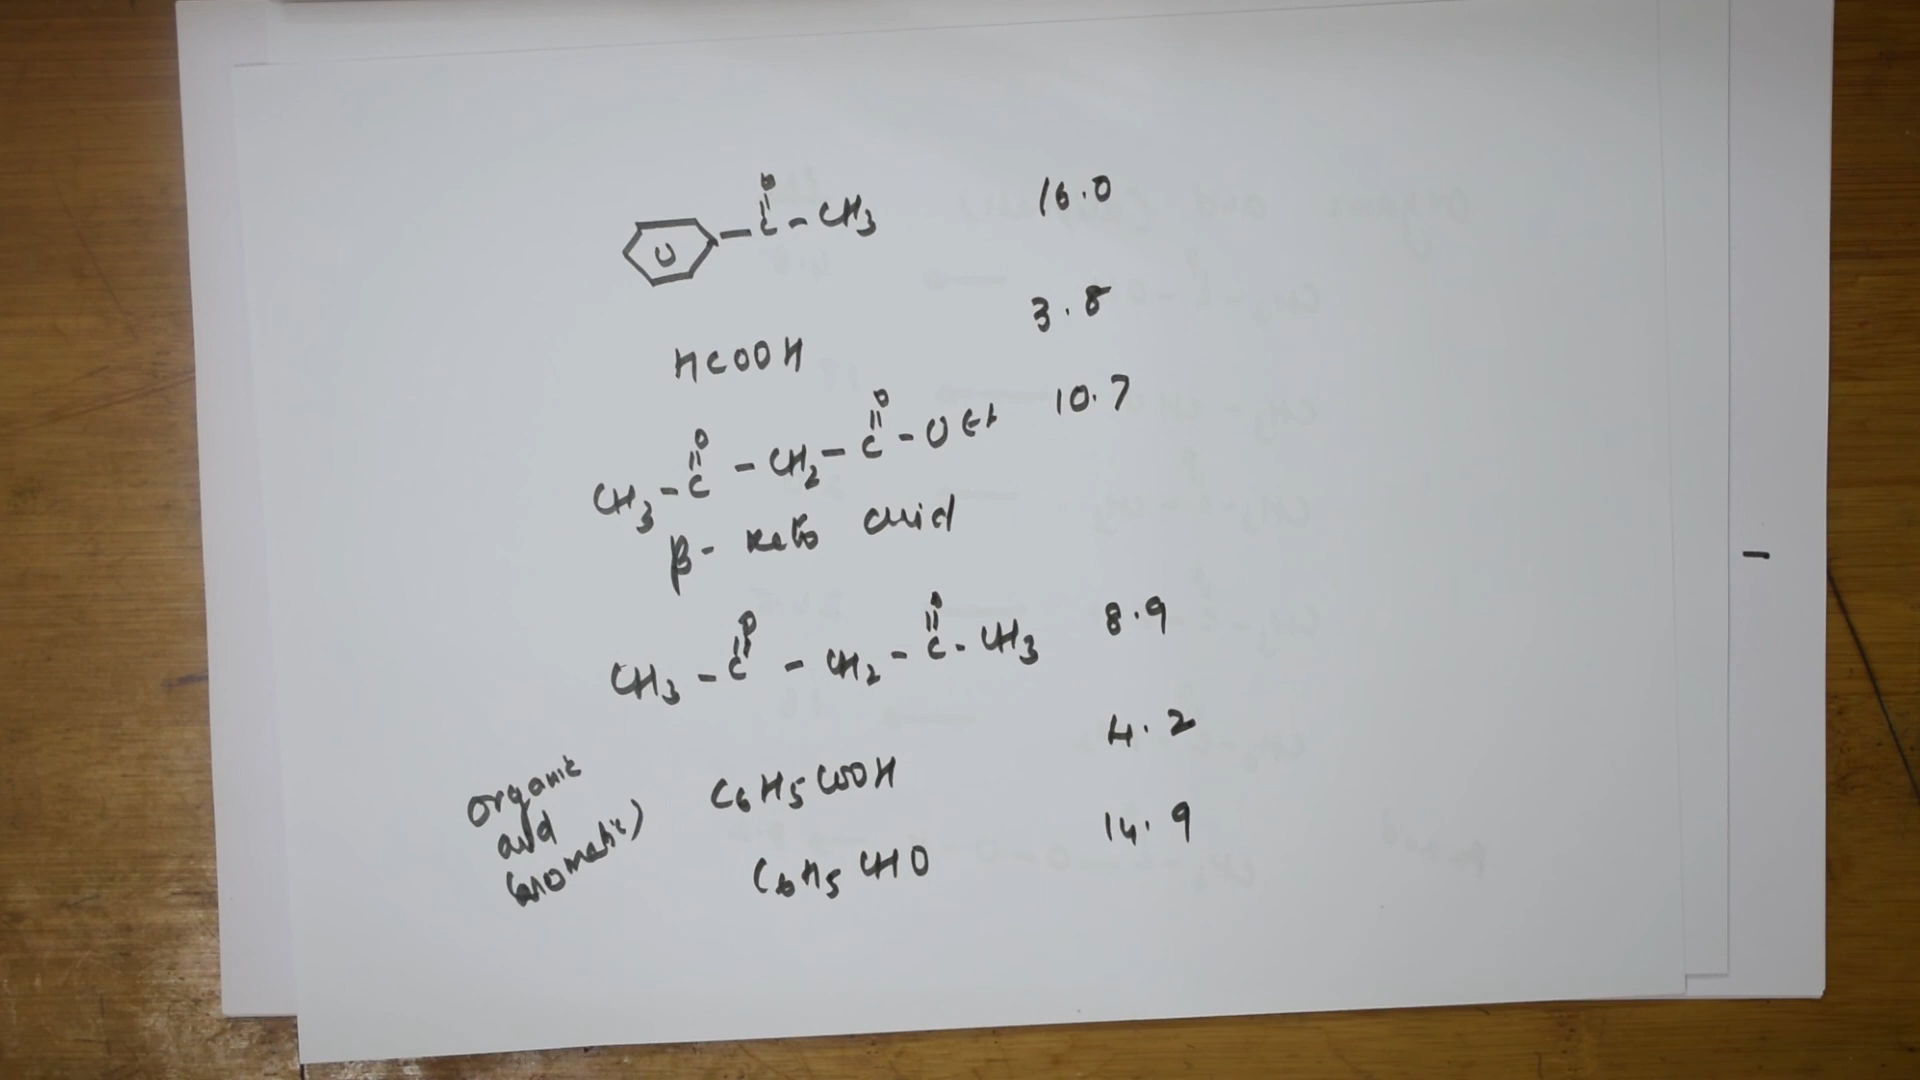 O
||
C-CH3 16.0
HCOOH 3.8
O O
|| ||
CH3-C-CH2-C-OEt 10.7
β-keto acid
O O
|| ||
CH3-C-CH2-C-CH3 8.9
organic
acid
(aromatic)
C6H5COOH 4.2
C6H5CHO 14.9